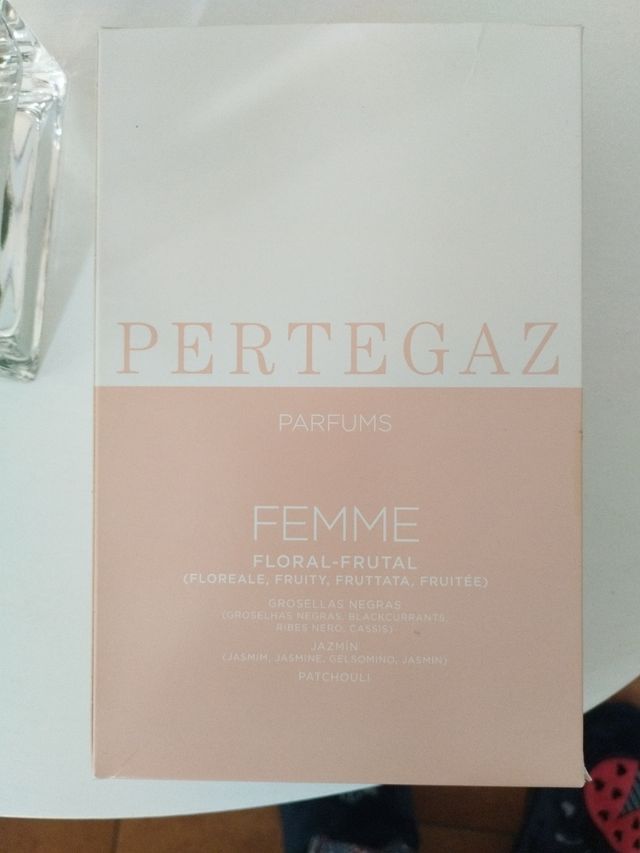 PERTEGAZ
PARFUMS
FEMME
FLORAL-FRUTAL
(FLOREALE, FRUITY, FRUTTATA, FRUITÉE)
GROSELLAS NEGRAS
(GROSELHAS NEGRAS, BLACKCURRANTS,
RIBES NERO, CASSIS)
JAZMÍN
(JASMIM, JASMINE, GELSOMINO, JASMIN)
PATCHOULI